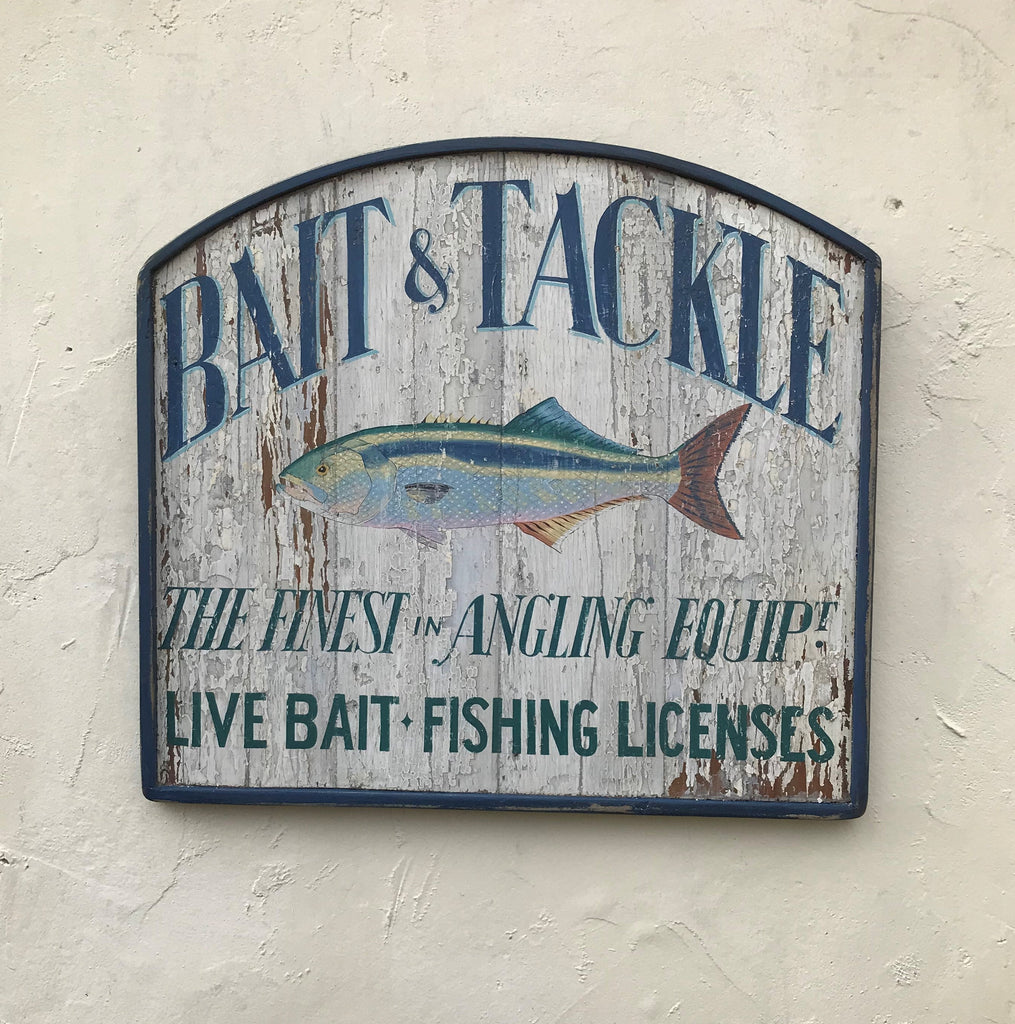 BAIT & TACKLE
THE FINEST IN ANGLING EQUIPT
LIVE BAIT · FISHING LICENSES